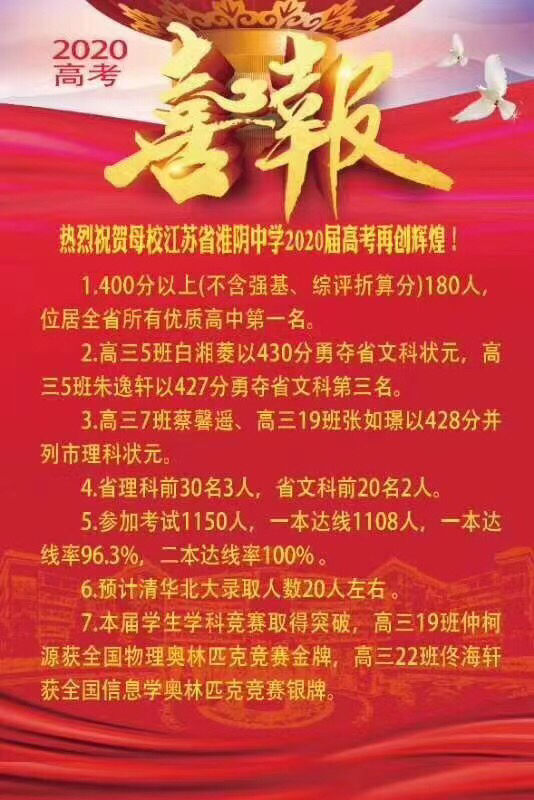 2020
高考
喜報
热烈祝贺母校江苏省淮阴中学2020届高考再创辉煌！
1.400分以上(不含强基、综评折算分)180人，
位居全省所有优质高中第一名。
2.高三5班白湘菱以430分勇夺省文科状元，高
三5班朱逸轩以427分勇夺省文科第三名。
3.高三7班蔡馨遥、高三19班张如璟以428分并
列市理科状元。
4.省理科前30名3人，省文科前20名2人。
5.参加考试1150人，一本达线1108人，一本达
线率96.3%，二本达线率100%。
6.预计清华北大录取人数20人左右。
7.本届学生学科竞赛取得突破，高三19班仲柯
源获全国物理奥林匹克竞赛金牌，高三22班佟海轩
获全国信息学奥林匹克竞赛银牌。